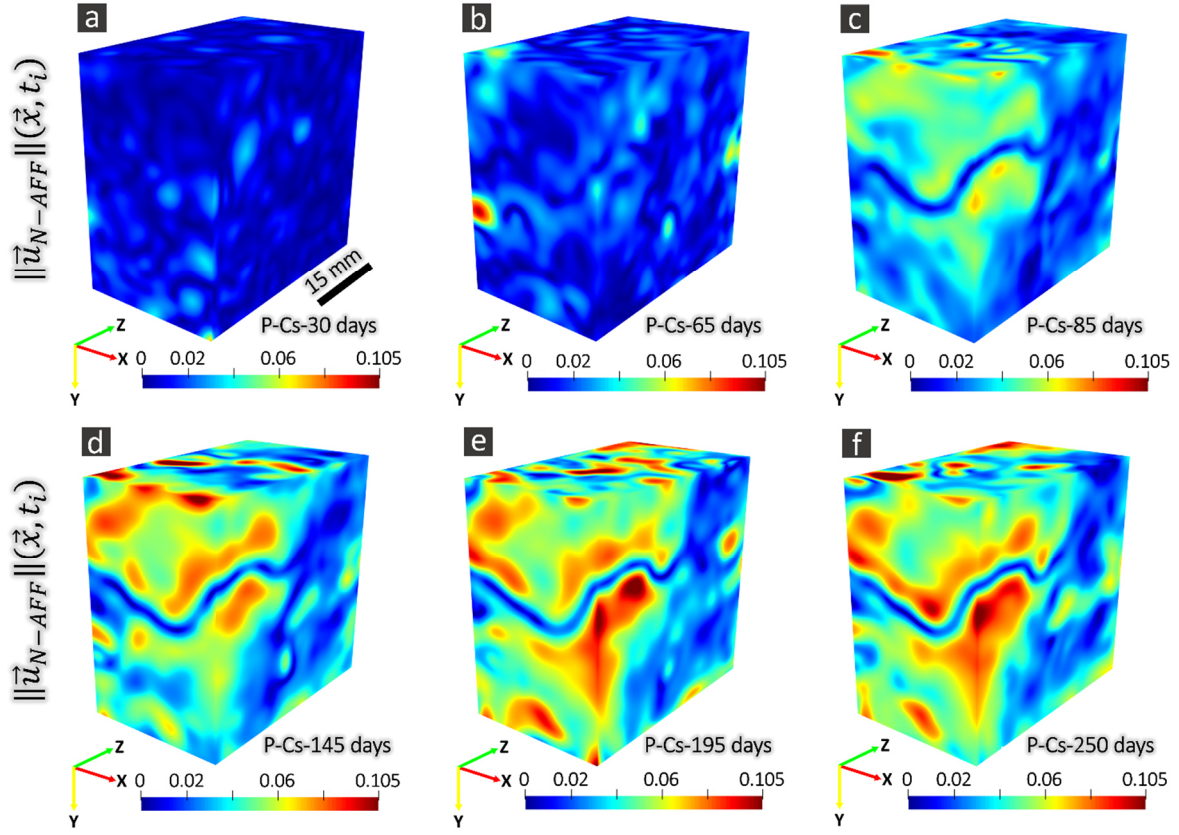 a
b
c
‖u⃗_{N−AFF}‖(x⃗, t_i)
15 mm
P-Cs-30 days
P-Cs-65 days
P-Cs-85 days
Z
X
Y
0 0.02 0.06 0.105
Z
X
Y
0 0.02 0.06 0.105
Z
X
Y
0 0.02 0.06 0.105
d
e
f
‖u⃗_{N−AFF}‖(x⃗, t_i)
P-Cs-145 days
P-Cs-195 days
P-Cs-250 days
Z
X
Y
0 0.02 0.06 0.105
Z
X
Y
0 0.02 0.06 0.105
Z
X
Y
0 0.02 0.06 0.105